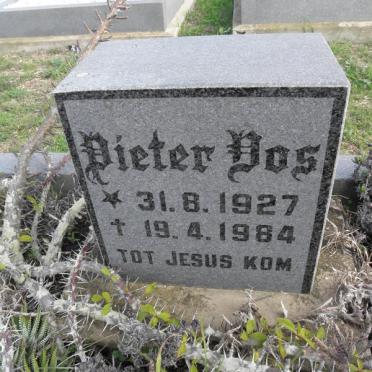 Pieter Vos
★ 31.8.1927
✝ 19.4.1984
TOT JESUS KOM